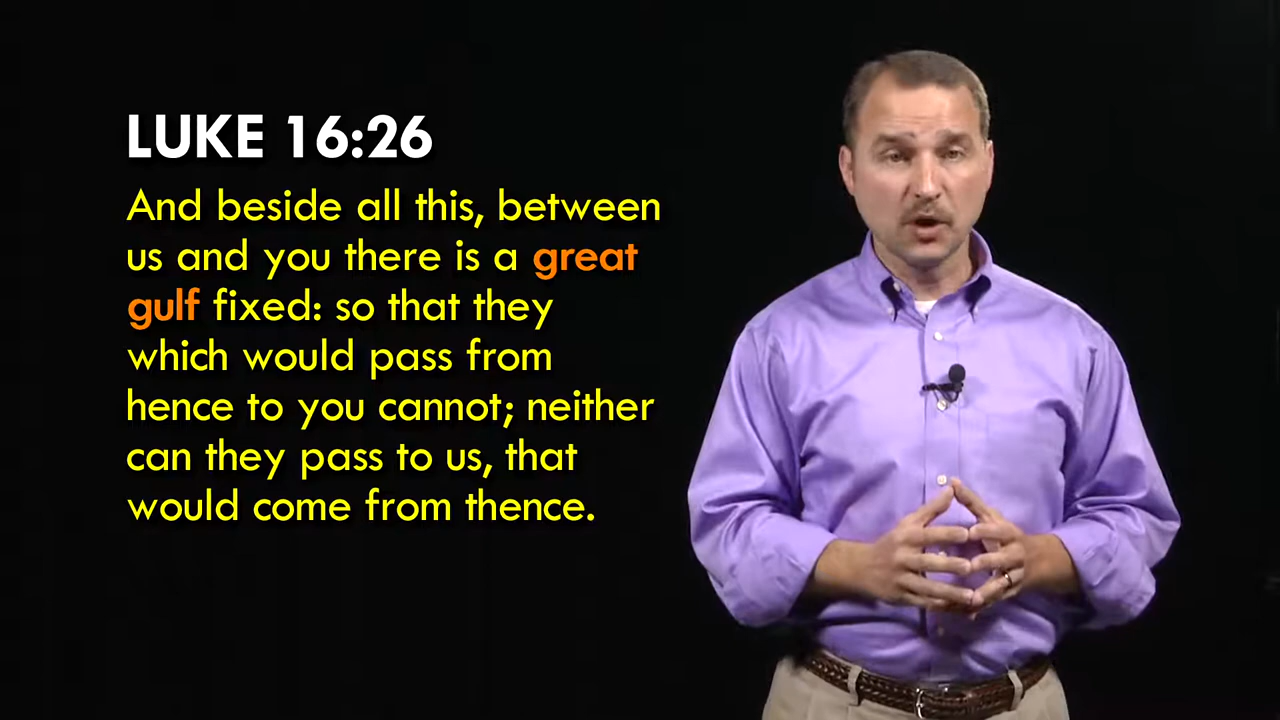 LUKE 16:26
And beside all this, between
us and you there is a great
gulf fixed: so that they
which would pass from
hence to you cannot; neither
can they pass to us, that
would come from thence.